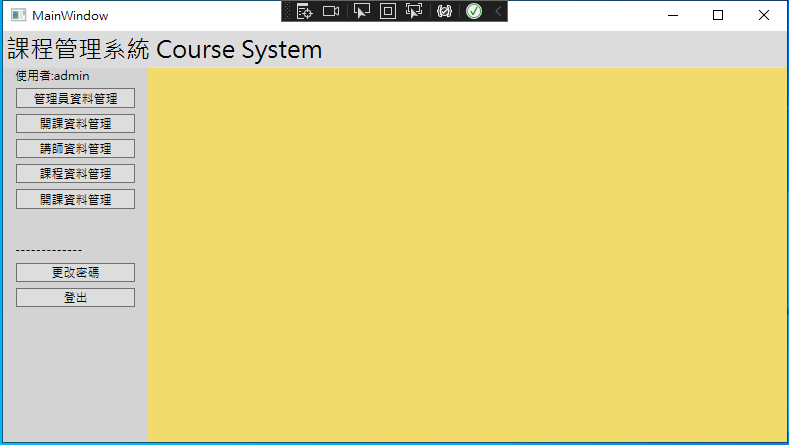 MainWindow
課程管理系統 Course System
使用者:admin
管理員資料管理
開課資料管理
講師資料管理
課程資料管理
開課資料管理
-------------
更改密碼
登出